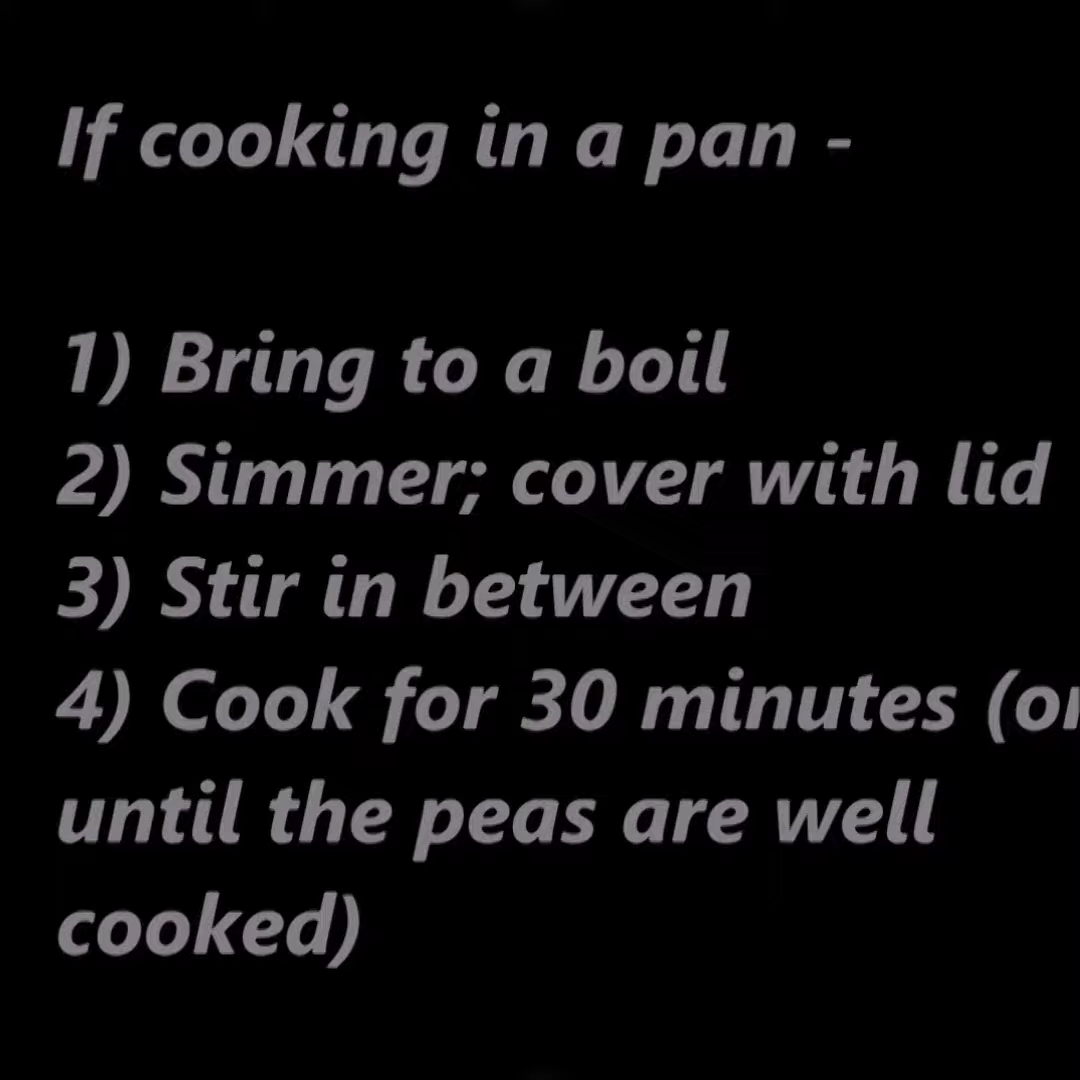 If cooking in a pan -
1) Bring to a boil
2) Simmer; cover with lid
3) Stir in between
4) Cook for 30 minutes (or
until the peas are well
cooked)